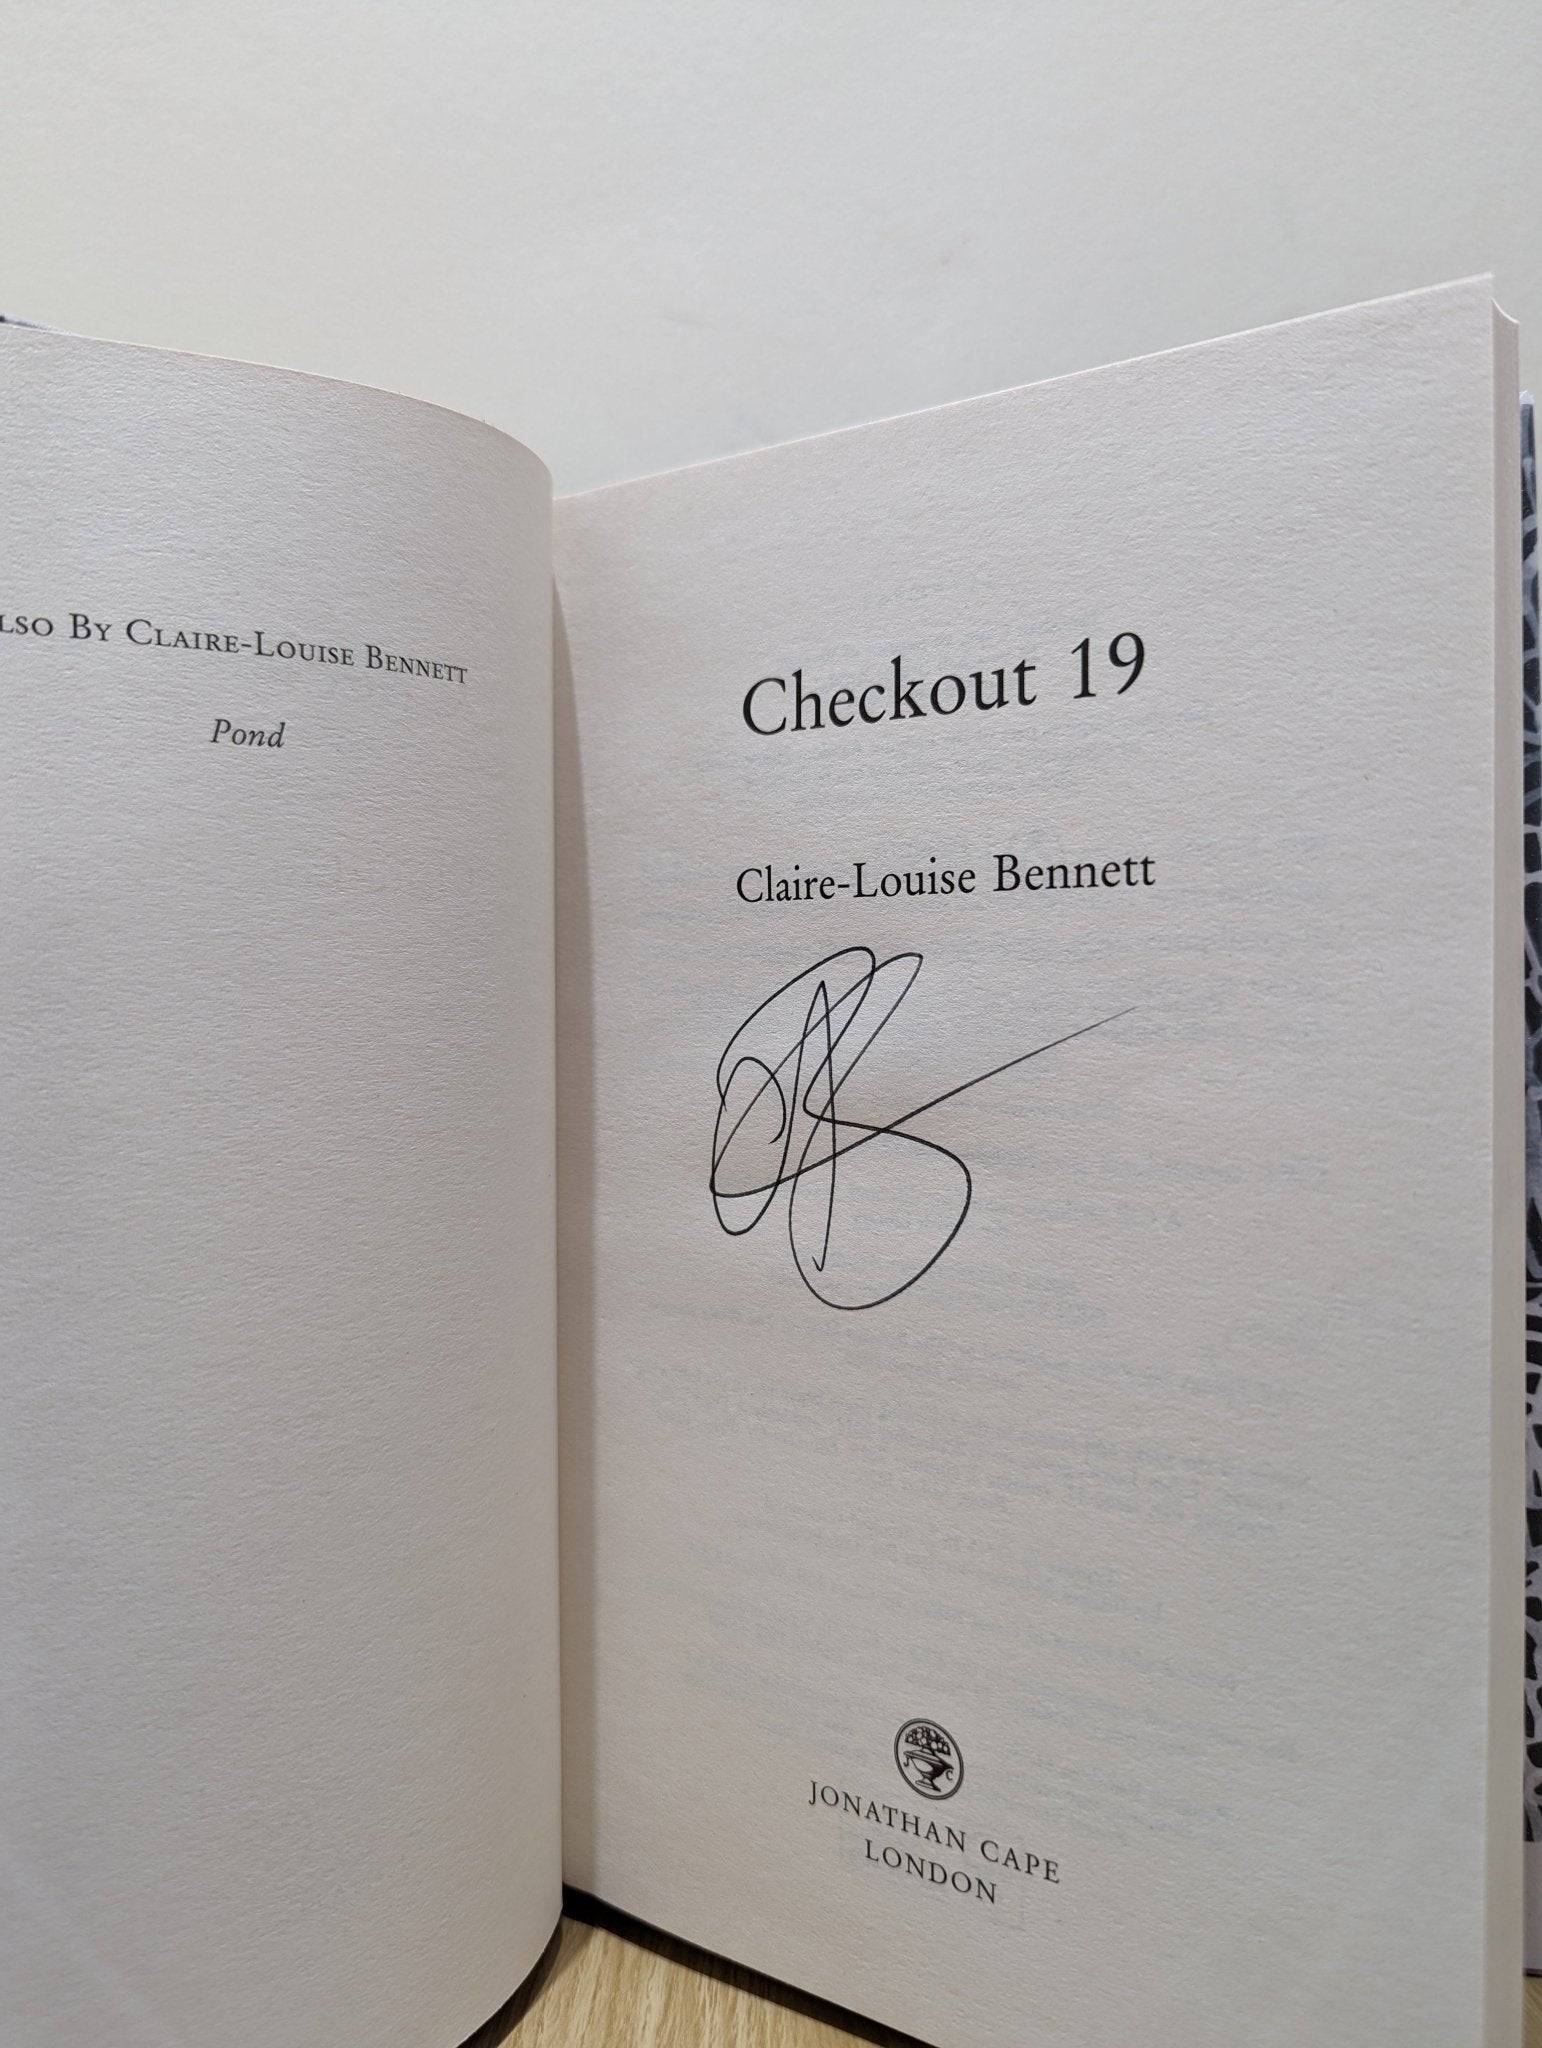 LSO BY CLAIRE-LOUISE BENNETT
Pond
Checkout 19
Claire-Louise Bennett
J C
JONATHAN CAPE
LONDON